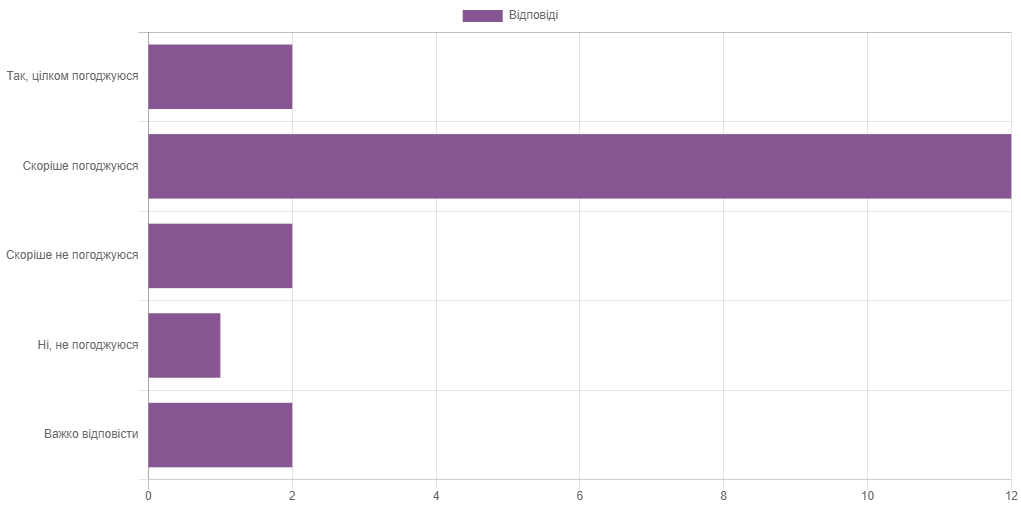 Відповіді
Так, цілком погоджуюся
Скоріше погоджуюся
Скоріше не погоджуюся
Ні, не погоджуюся
Важко відповісти
0 2 4 6 8 10 12